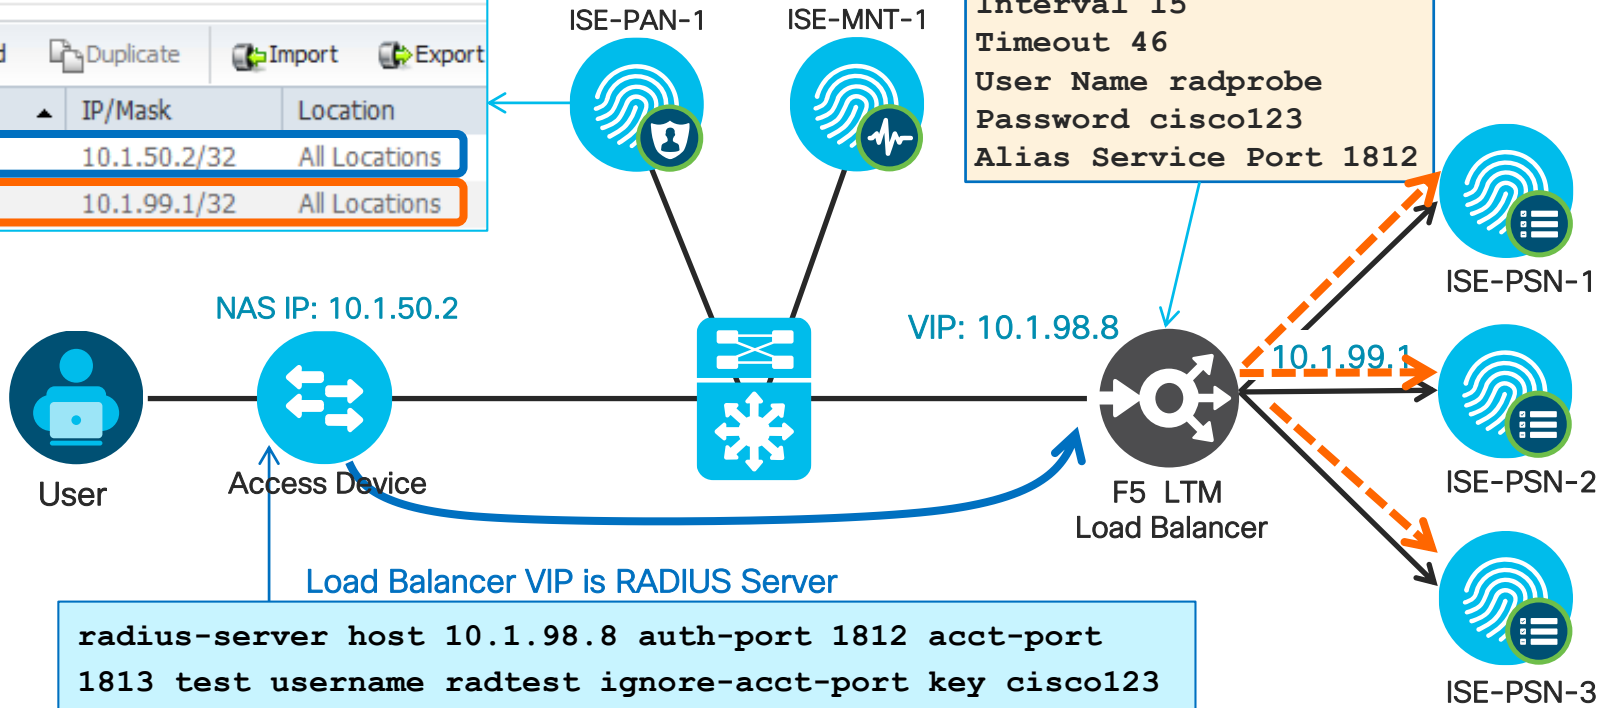 ISE-PAN-1
ISE-MNT-1
Interval 15
Timeout 46
User Name radprobe
Password cisco123
Alias Service Port 1812
Duplicate
Import
Export
IP/Mask
Location
10.1.50.2/32
All Locations
10.1.99.1/32
All Locations
ISE-PSN-1
NAS IP: 10.1.50.2
VIP: 10.1.98.8
10.1.99.1
User
Access Device
F5 LTM
Load Balancer
ISE-PSN-2
Load Balancer VIP is RADIUS Server
radius-server host 10.1.98.8 auth-port 1812 acct-port
1813 test username radtest ignore-acct-port key cisco123
ISE-PSN-3